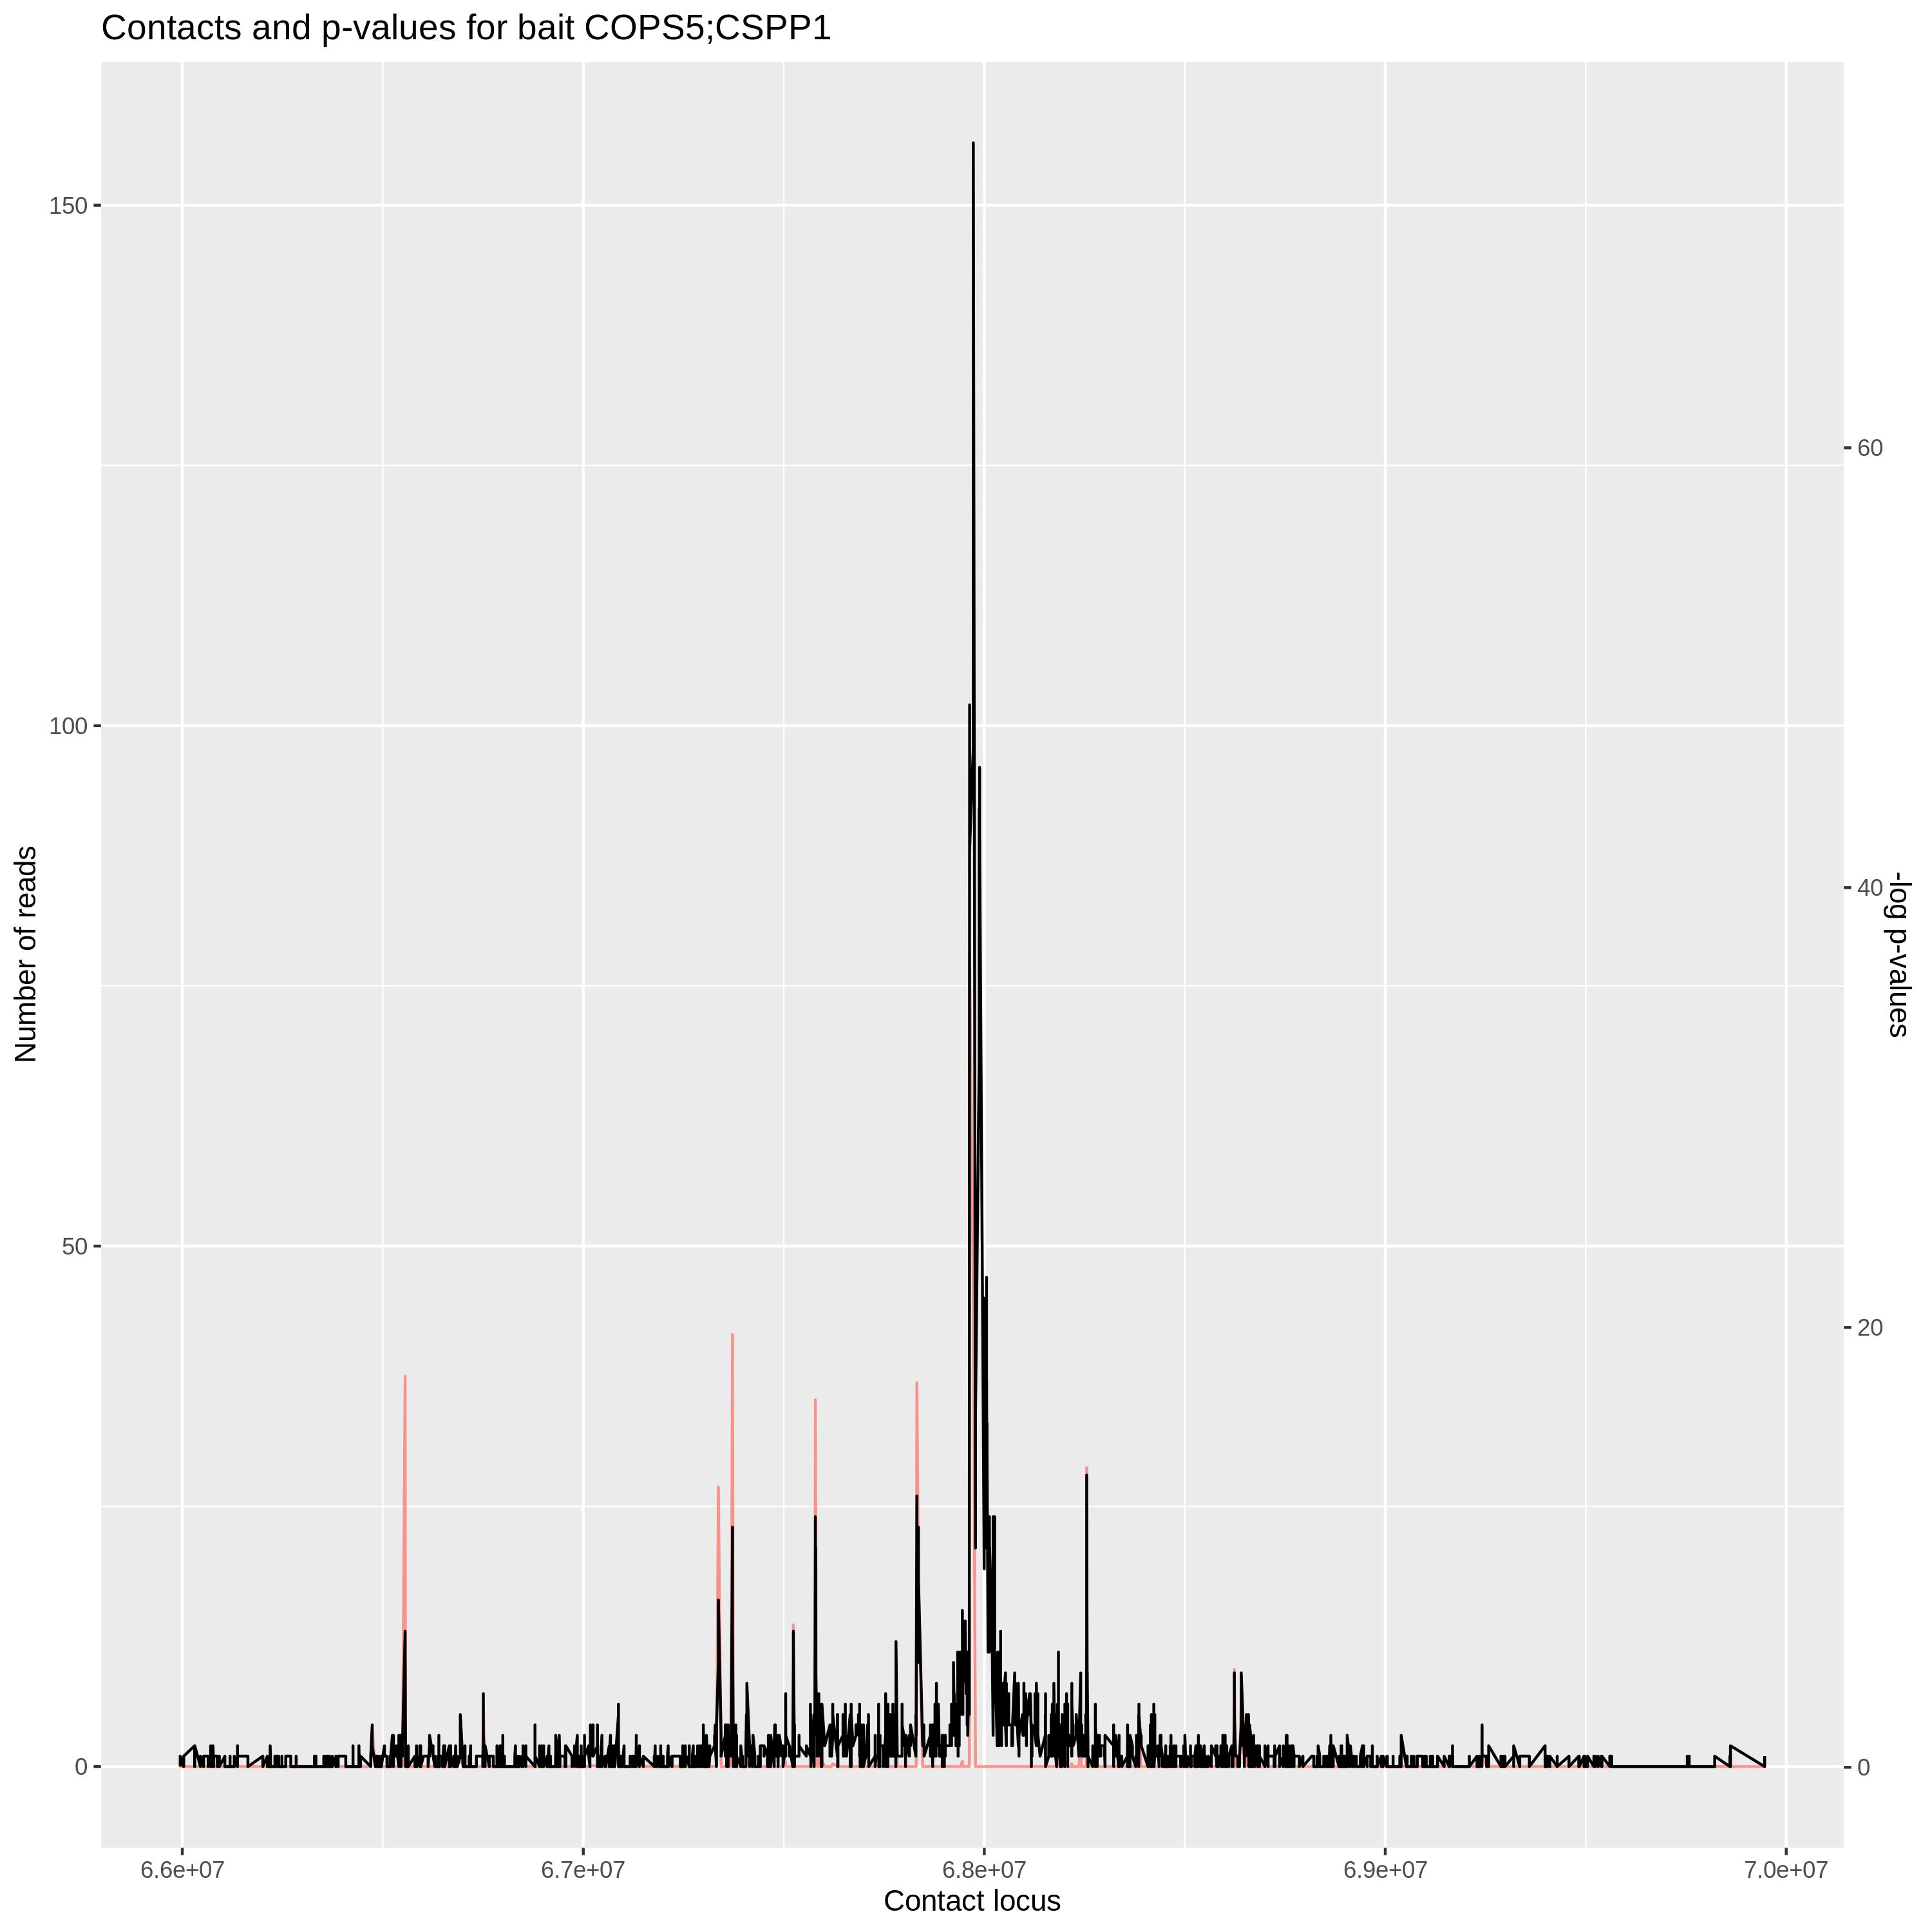 Contacts and p-values for bait COPS5;CSPP1
150
100
50
0
Number of reads
60
40
20
0
-log p-values
6.6e+07
6.7e+07
6.8e+07
6.9e+07
7.0e+07
Contact locus